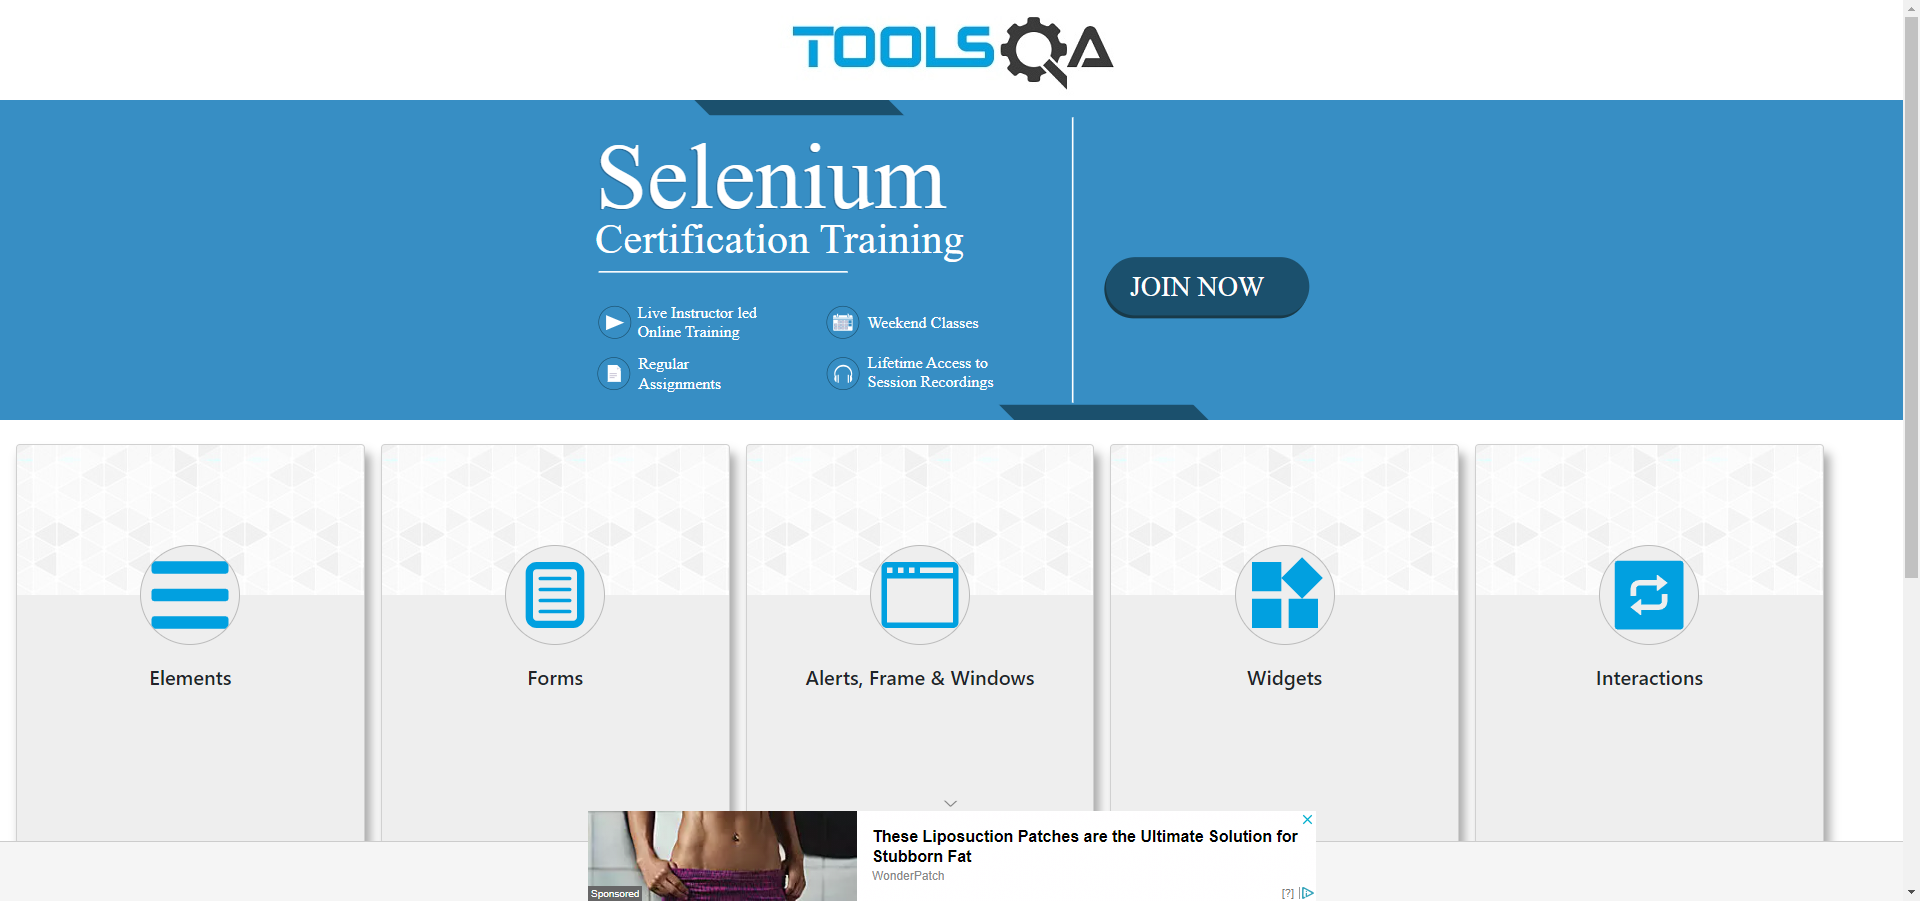 TOOLSQA
Selenium
Certification Training
JOIN NOW
Live Instructor led
Online Training
Weekend Classes
Regular
Assignments
Lifetime Access to
Session Recordings
Elements
Forms
Alerts, Frame & Windows
Widgets
Interactions
These Liposuction Patches are the Ultimate Solution for
Stubborn Fat
WonderPatch
Sponsored
[?]